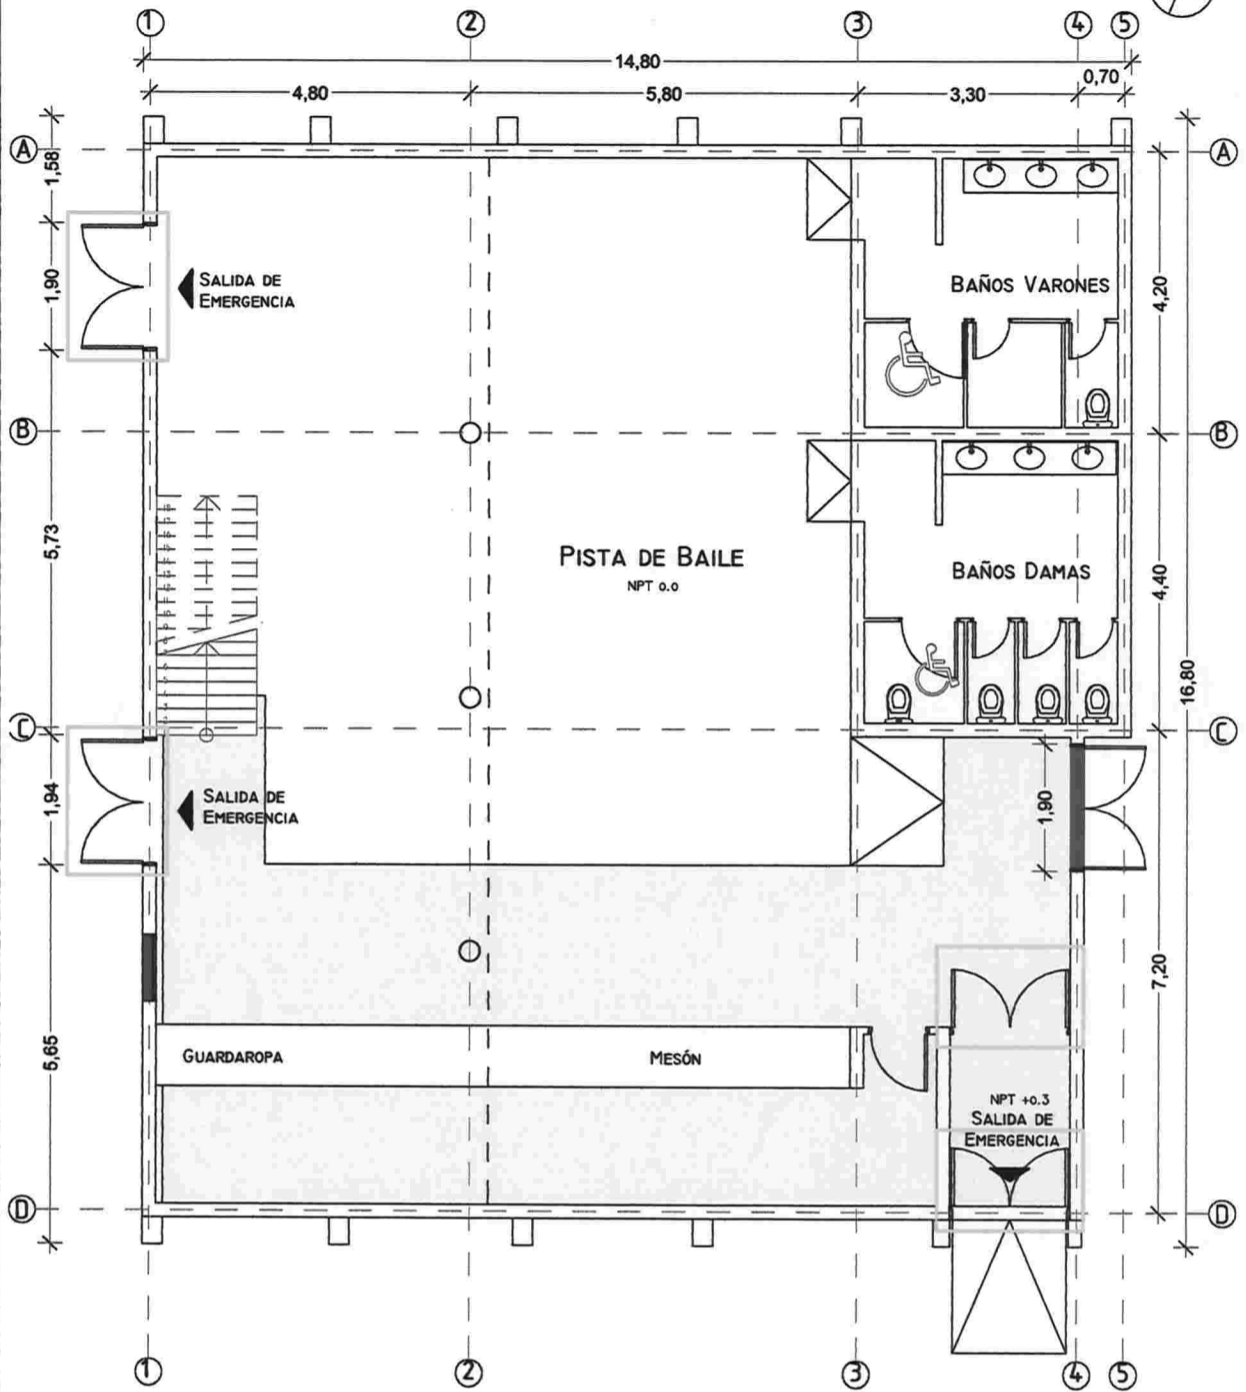 1 2 3 4 5
14,80
0,70
4,80 5,80 3,30
A A
1,58
1,90
SALIDA DE
EMERGENCIA
BAÑOS VARONES
4,20
B B
5,73
PISTA DE BAILE
NPT 0.0
BAÑOS DAMAS
4,40
16,80
C C
1,94
SALIDA DE
EMERGENCIA
1,90
7,20
5,65
GUARDAROPA
MESÓN
NPT +0.3
SALIDA DE
EMERGENCIA
D D
1 2 3 4 5